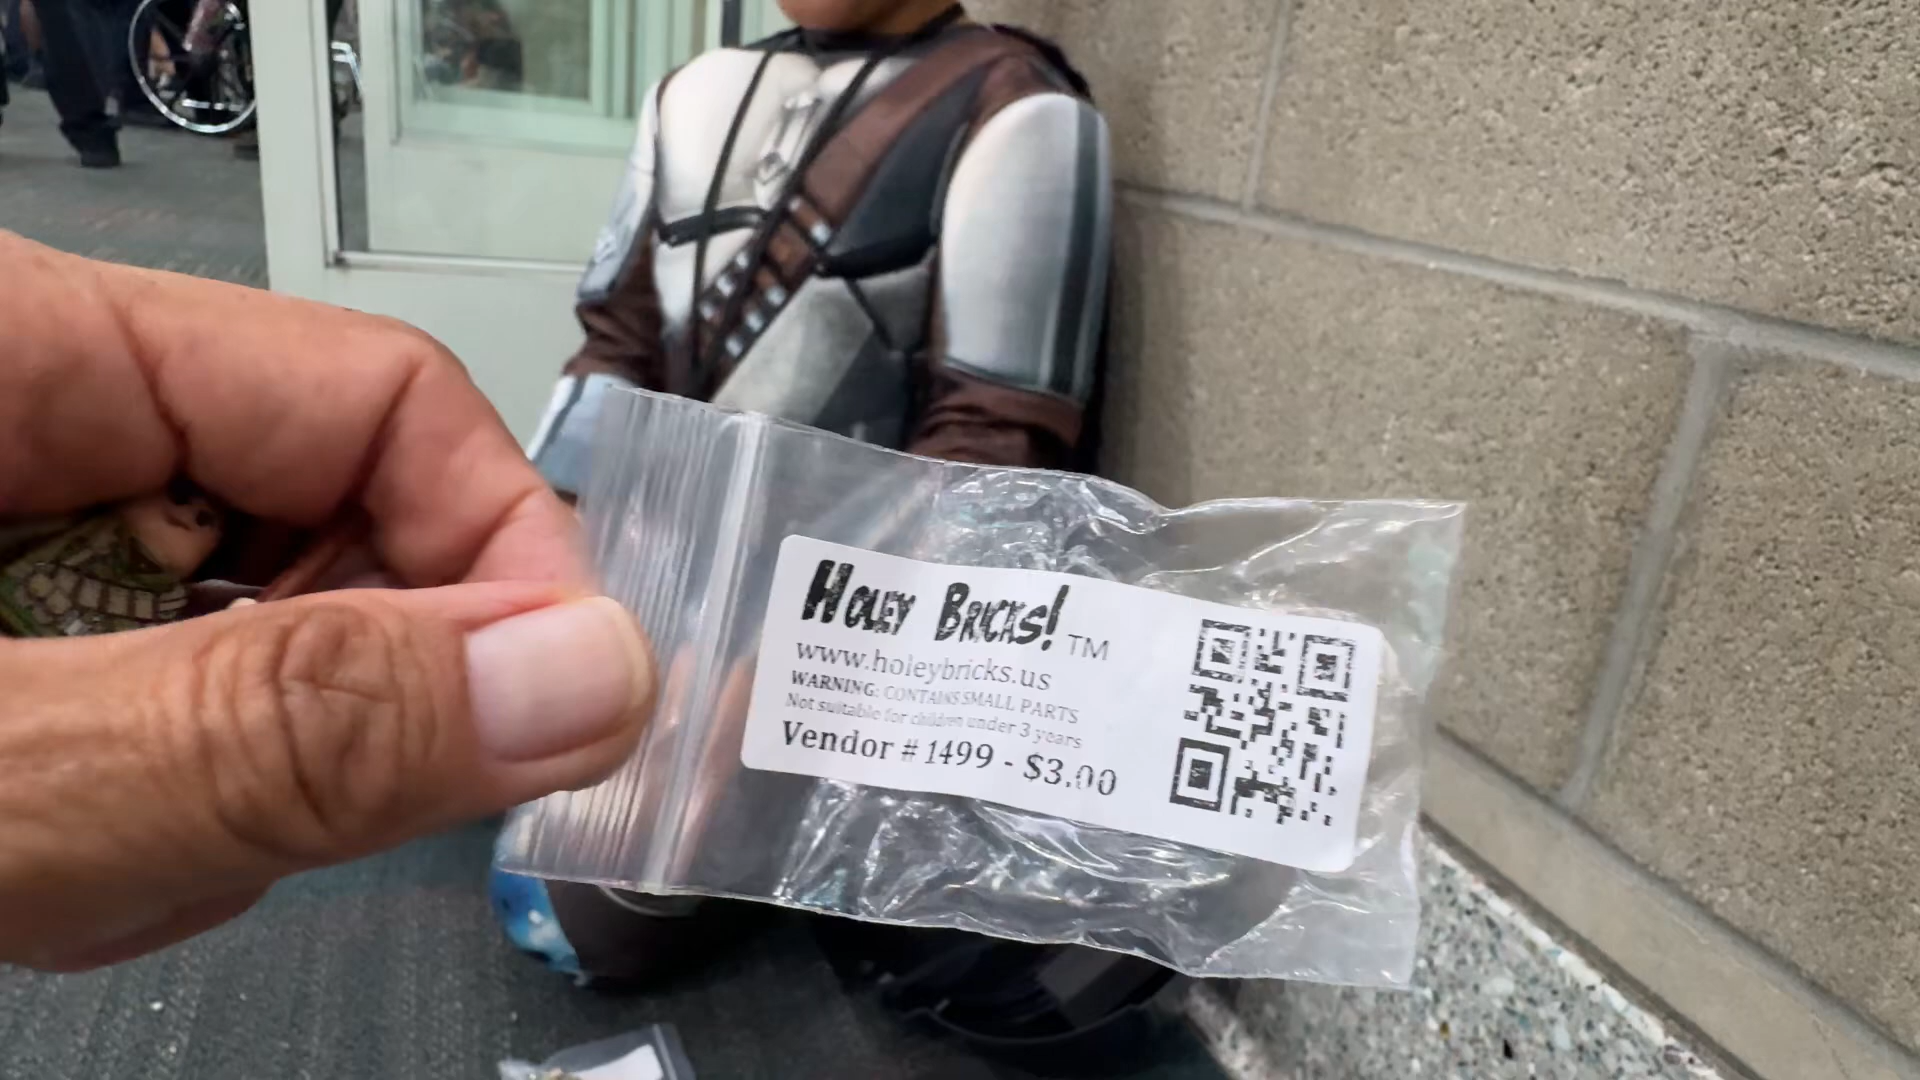 HOLEY BRICKS! TM
www.holeybricks.us
WARNING: CONTAINS SMALL PARTS
Not suitable for children under 3 years
Vendor # 1499 - $3.00